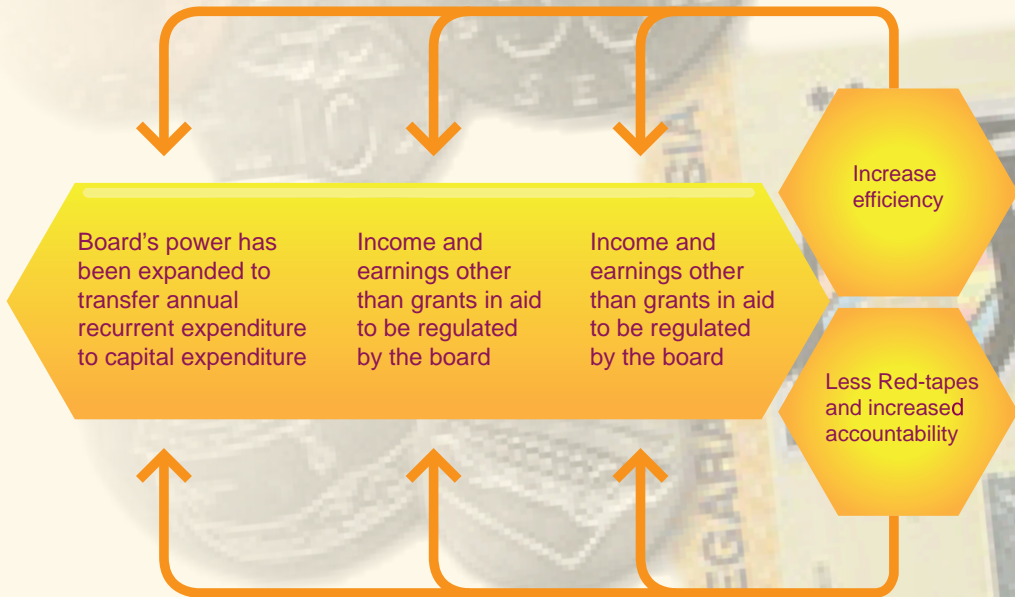 Board’s power has
been expanded to
transfer annual
recurrent expenditure
to capital expenditure
Income and
earnings other
than grants in aid
to be regulated
by the board
Income and
earnings other
than grants in aid
to be regulated
by the board
Increase
efficiency
Less Red-tapes
and increased
accountability
10
SEN